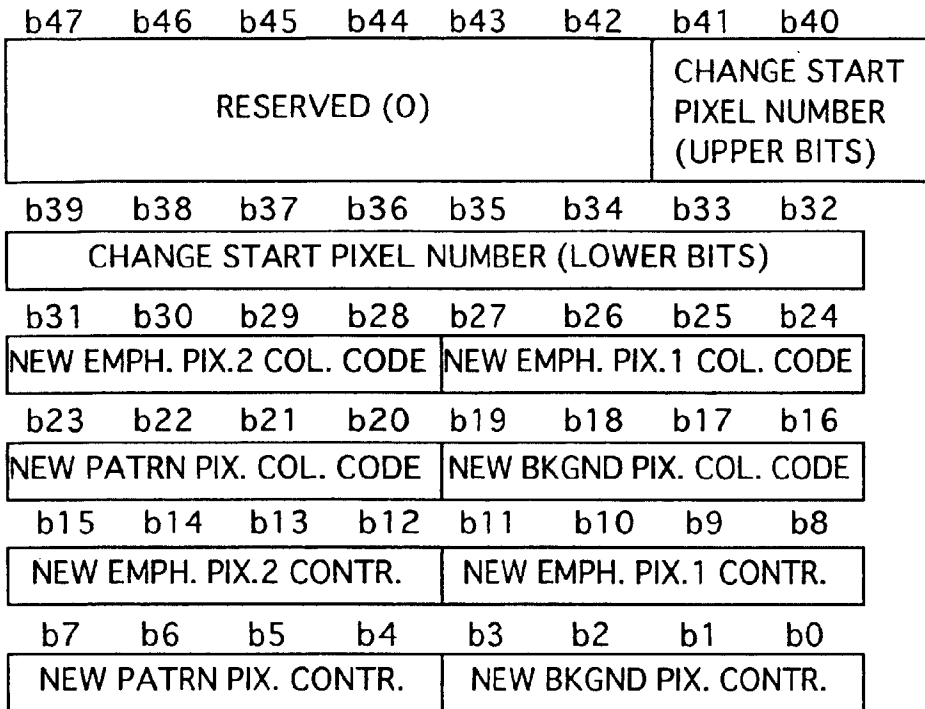 b47 b46 b45 b44 b43 b42 b41 b40
RESERVED (0)
CHANGE START
PIXEL NUMBER
(UPPER BITS)
b39 b38 b37 b36 b35 b34 b33 b32
CHANGE START PIXEL NUMBER (LOWER BITS)
b31 b30 b29 b28 b27 b26 b25 b24
NEW EMPH. PIX.2 COL. CODE NEW EMPH. PIX.1 COL. CODE
b23 b22 b21 b20 b19 b18 b17 b16
NEW PATRN PIX. COL. CODE NEW BKGND PIX. COL. CODE
b15 b14 b13 b12 b11 b10 b9 b8
NEW EMPH. PIX.2 CONTR. NEW EMPH. PIX.1 CONTR.
b7 b6 b5 b4 b3 b2 b1 b0
NEW PATRN PIX. CONTR. NEW BKGND PIX. CONTR.